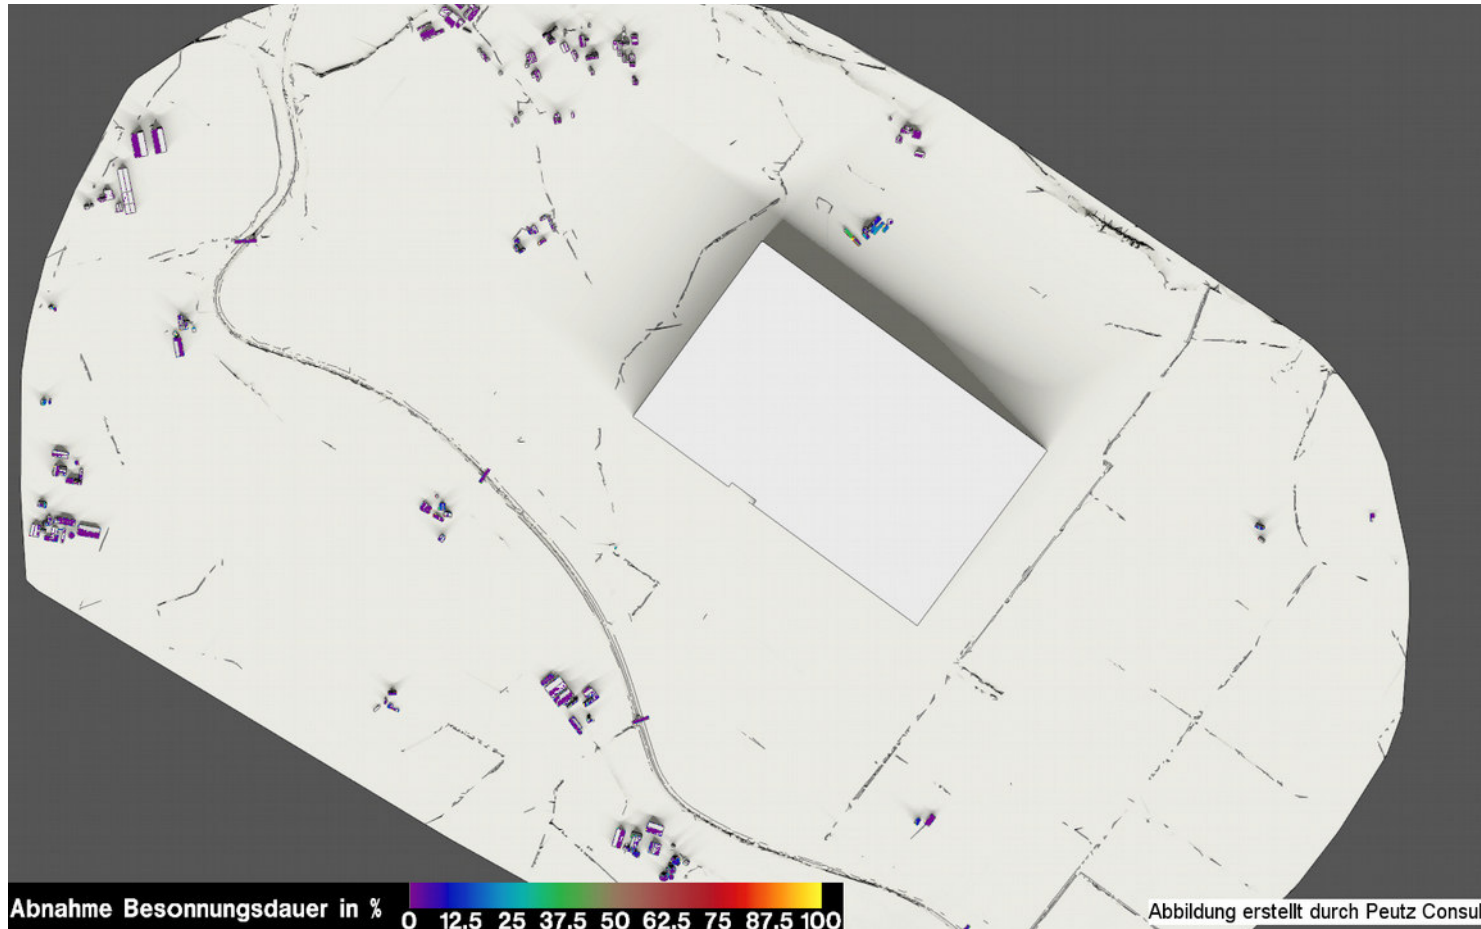 Abnahme Besonnungsdauer in %
0 12,5 25 37,5 50 62,5 75 87,5 100
Abbildung erstellt durch Peutz Consul